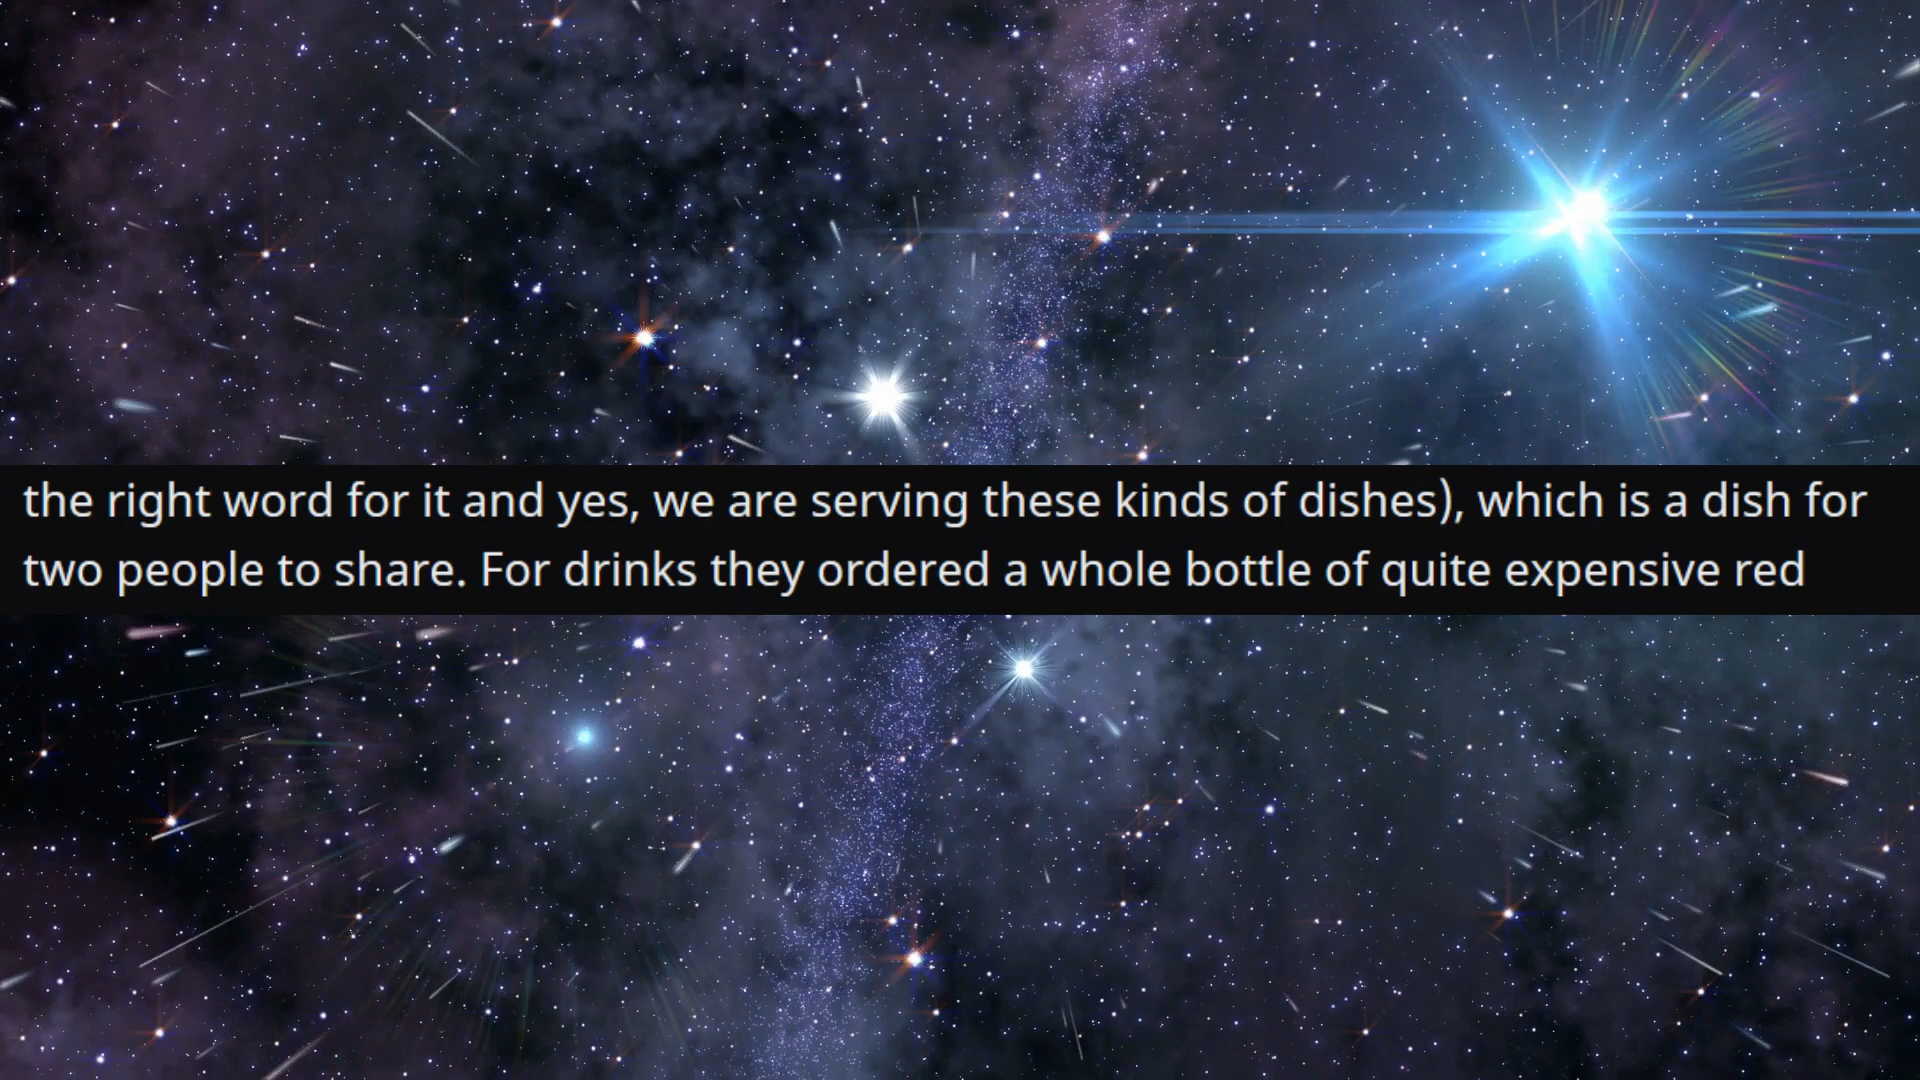 the right word for it and yes, we are serving these kinds of dishes), which is a dish for
two people to share. For drinks they ordered a whole bottle of quite expensive red